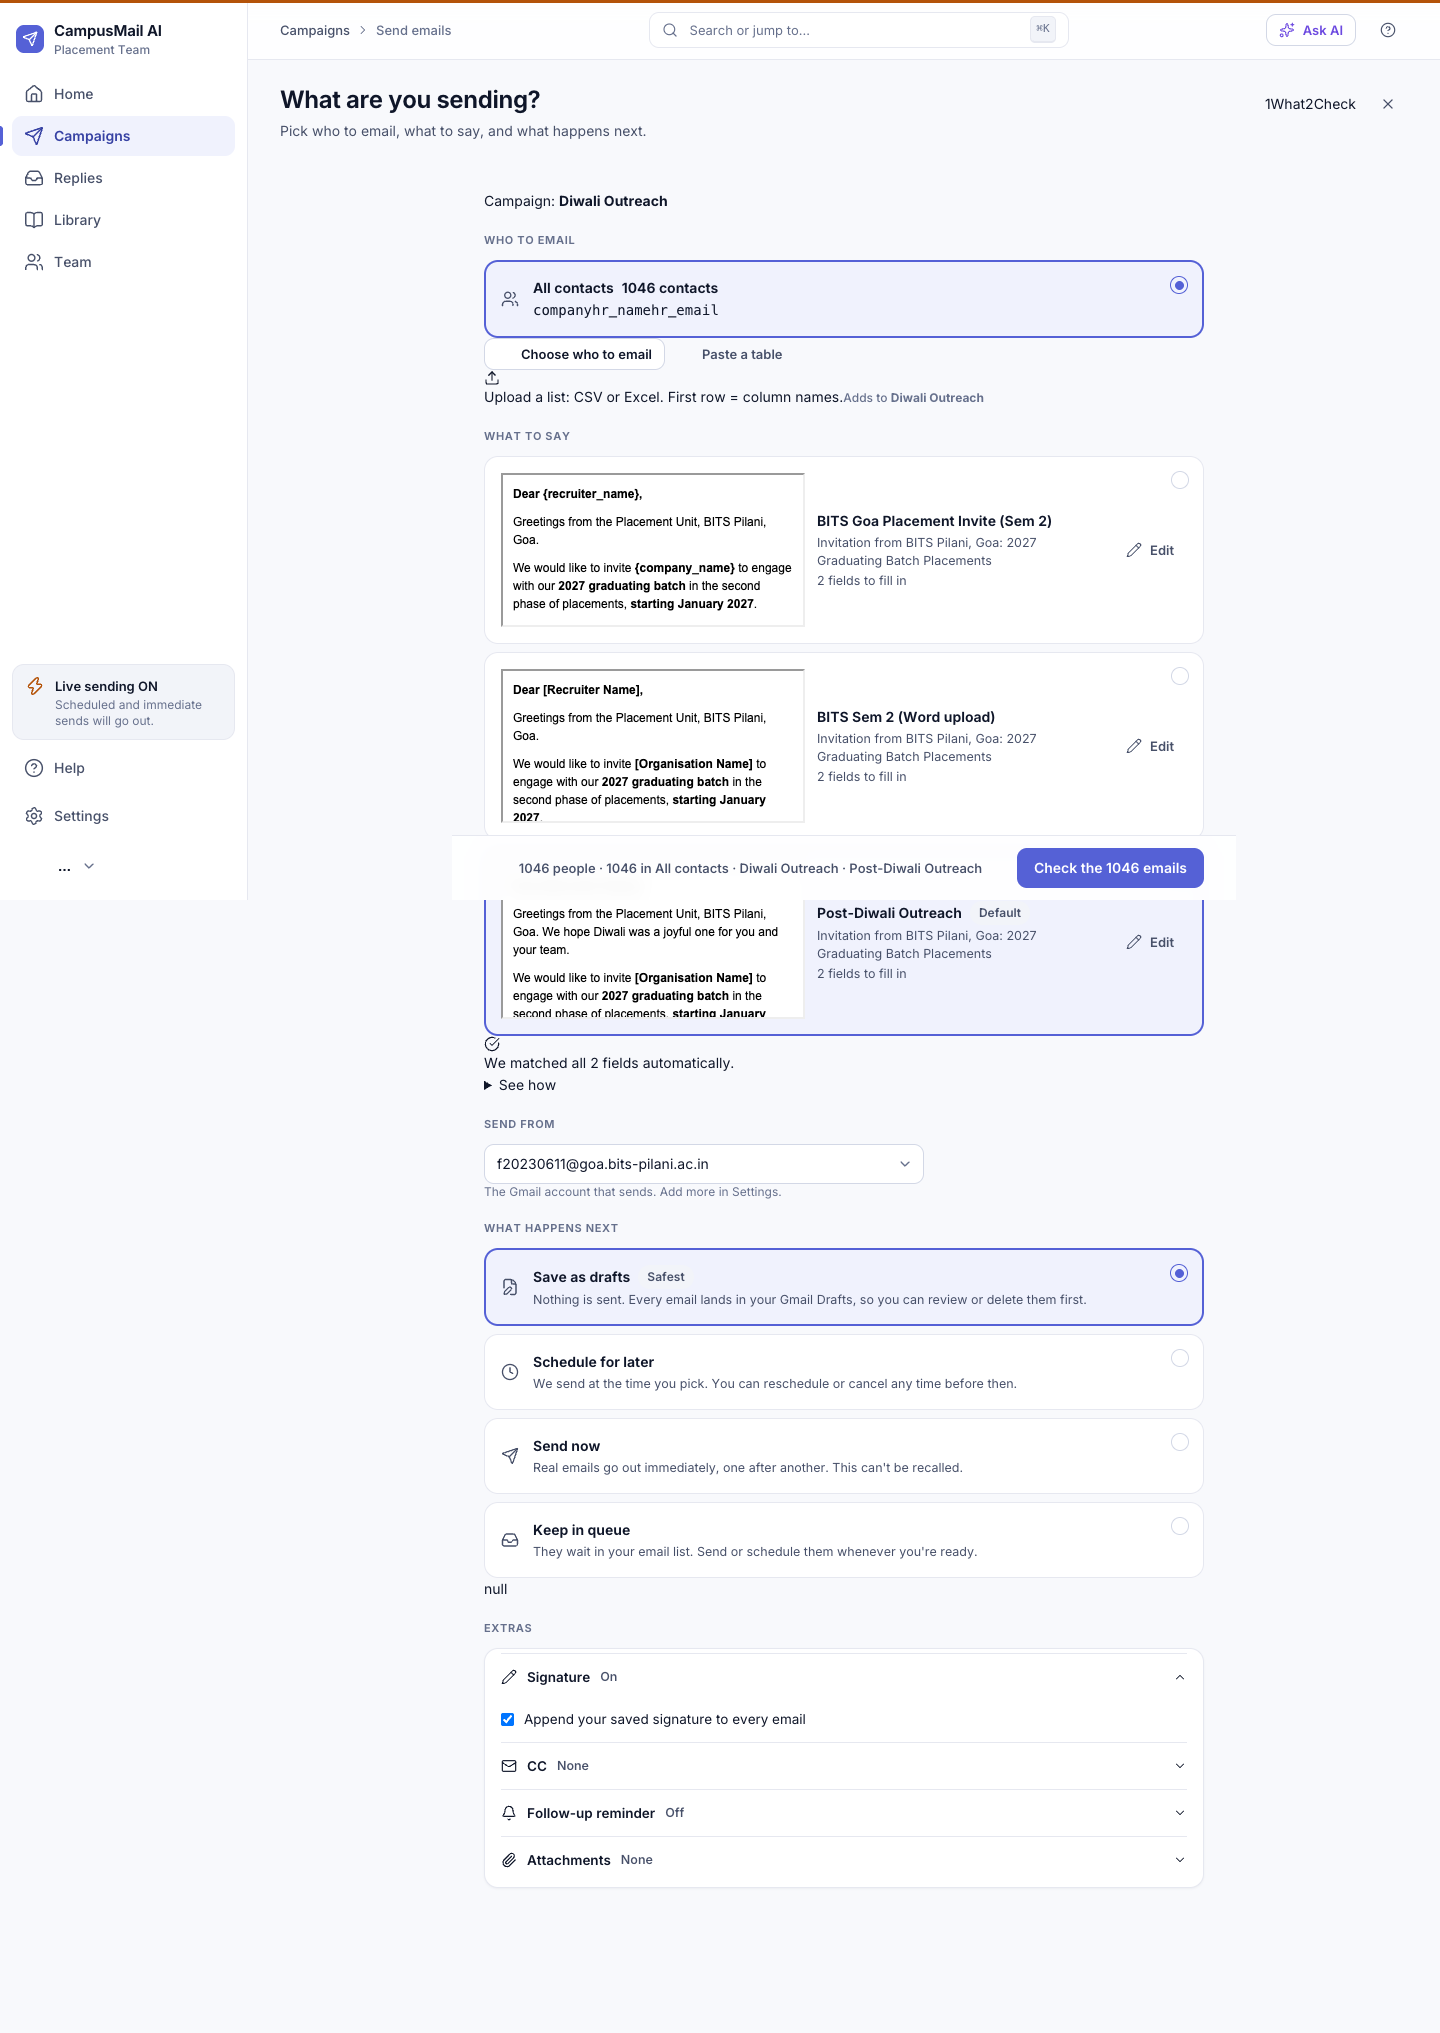 CampusMail AI
Placement Team
Home
Campaigns
Replies
Library
Team
Live sending ON
Scheduled and immediate
sends will go out.
Help
Settings
...
Campaigns > Send emails
Search or jump to...
⌘K
Ask AI
What are you sending?
Pick who to email, what to say, and what happens next.
1What2Check
Campaign: Diwali Outreach
WHO TO EMAIL
All contacts 1046 contacts
companyhr_namehr_email
Choose who to email
Paste a table
Upload a list: CSV or Excel. First row = column names.Adds to Diwali Outreach
WHAT TO SAY
Dear {recruiter_name},
Greetings from the Placement Unit, BITS Pilani,
Goa.
We would like to invite {company_name} to engage
with our 2027 graduating batch in the second
phase of placements, starting January 2027.
BITS Goa Placement Invite (Sem 2)
Invitation from BITS Pilani, Goa: 2027
Graduating Batch Placements
2 fields to fill in
Edit
Dear [Recruiter Name],
Greetings from the Placement Unit, BITS Pilani,
Goa.
We would like to invite [Organisation Name] to
engage with our 2027 graduating batch in the
second phase of placements, starting January
2027.
BITS Sem 2 (Word upload)
Invitation from BITS Pilani, Goa: 2027
Graduating Batch Placements
2 fields to fill in
Edit
1046 people · 1046 in All contacts · Diwali Outreach · Post-Diwali Outreach
Check the 1046 emails
Greetings from the Placement Unit, BITS Pilani,
Goa. We hope Diwali was a joyful one for you and
your team.
We would like to invite [Organisation Name] to
engage with our 2027 graduating batch in the
second phase of placements, starting January
Post-Diwali Outreach Default
Invitation from BITS Pilani, Goa: 2027
Graduating Batch Placements
2 fields to fill in
Edit
We matched all 2 fields automatically.
See how
SEND FROM
f20230611@goa.bits-pilani.ac.in
The Gmail account that sends. Add more in Settings.
WHAT HAPPENS NEXT
Save as drafts Safest
Nothing is sent. Every email lands in your Gmail Drafts, so you can review or delete them first.
Schedule for later
We send at the time you pick. You can reschedule or cancel any time before then.
Send now
Real emails go out immediately, one after another. This can't be recalled.
Keep in queue
They wait in your email list. Send or schedule them whenever you're ready.
null
EXTRAS
Signature On
Append your saved signature to every email
CC None
Follow-up reminder Off
Attachments None